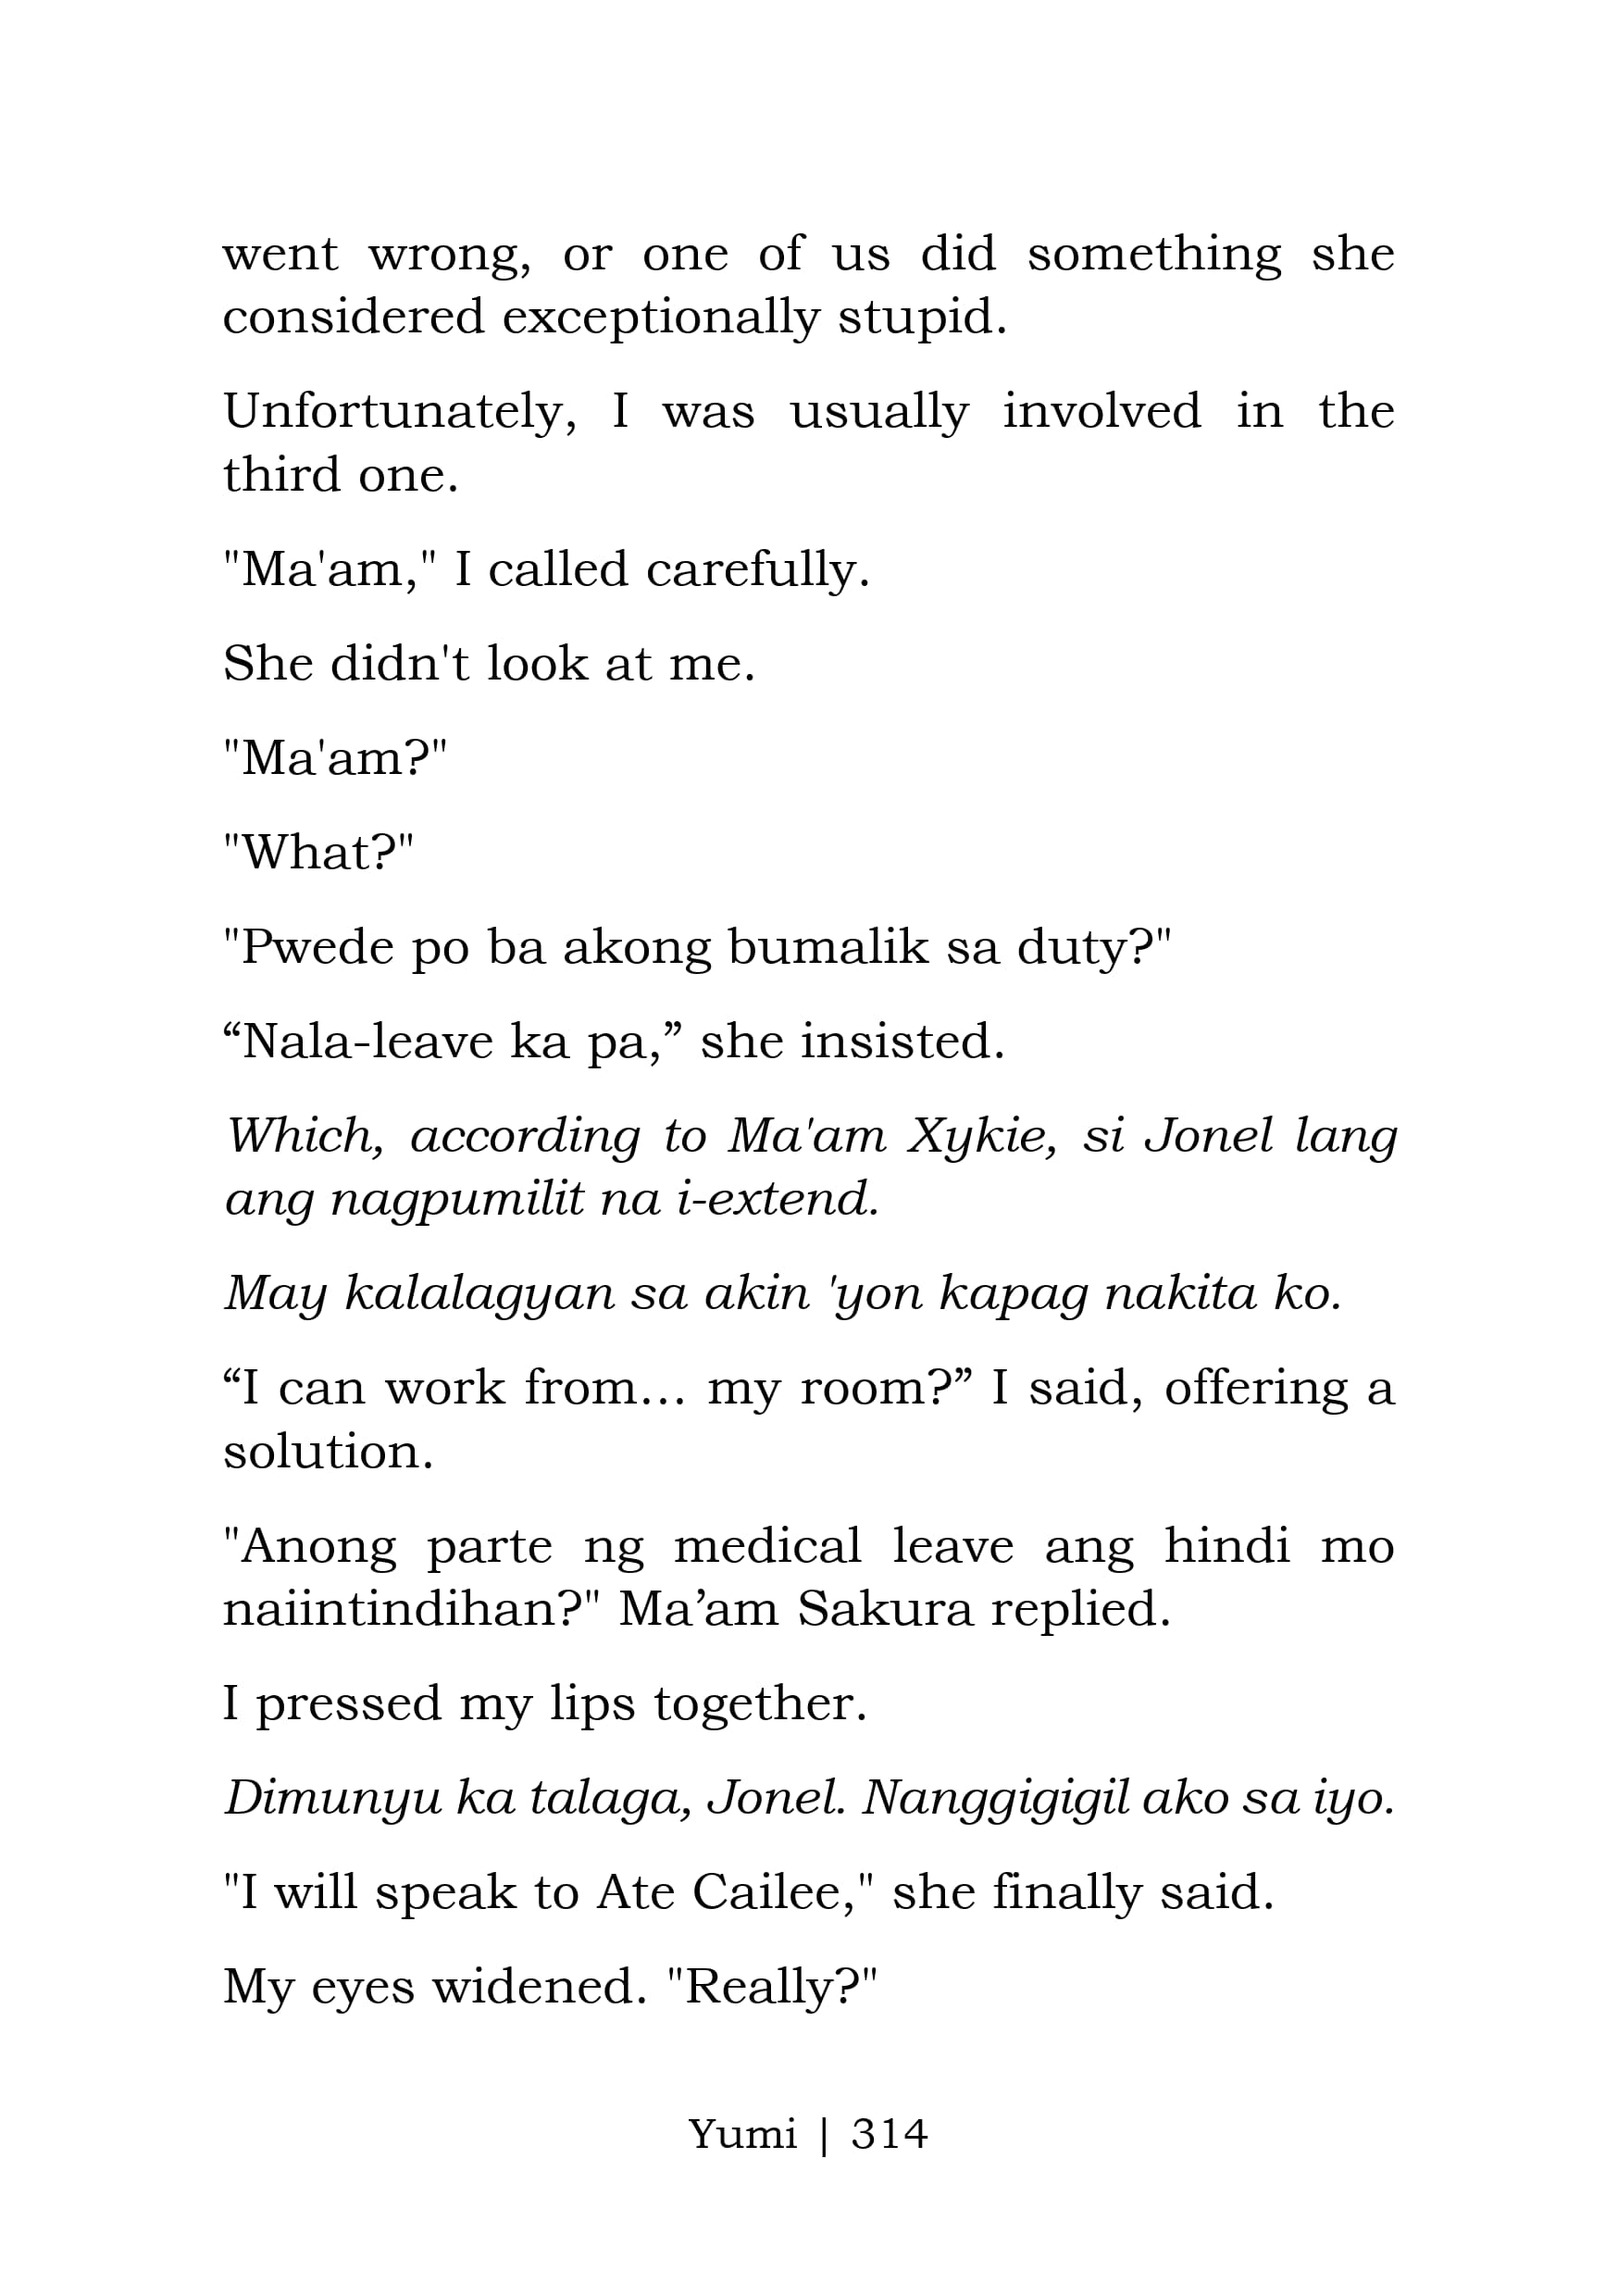 went wrong, or one of us did something she
considered exceptionally stupid.
Unfortunately, I was usually involved in the
third one.
"Ma'am," I called carefully.
She didn't look at me.
"Ma'am?"
"What?"
"Pwede po ba akong bumalik sa duty?"
“Nala-leave ka pa,” she insisted.
Which, according to Ma'am Xykie, si Jonel lang
ang nagpumilit na i-extend.
May kalalagyan sa akin 'yon kapag nakita ko.
“I can work from… my room?” I said, offering a
solution.
"Anong parte ng medical leave ang hindi mo
naiintindihan?" Ma’am Sakura replied.
I pressed my lips together.
Dimunyu ka talaga, Jonel. Nanggigigil ako sa iyo.
"I will speak to Ate Cailee," she finally said.
My eyes widened. "Really?"
Yumi | 314